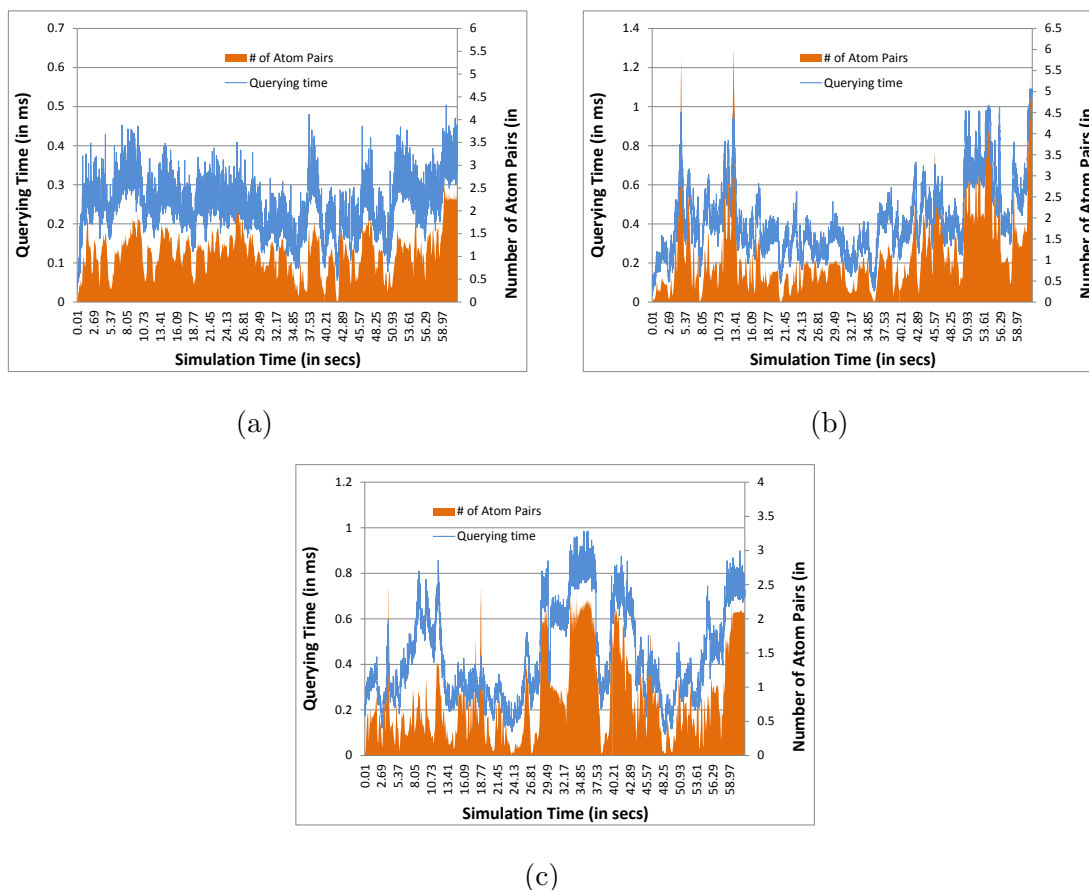 0.7
0.6
0.5
0.4
0.3
0.2
0.1
0
6
5.5
5
4.5
4
3.5
3
2.5
2
1.5
1
0.5
0
# of Atom Pairs
Querying time
Querying Time (in ms)
Number of Atom Pairs (in
0.01 2.69 5.37 8.05 10.73 13.41 16.09 18.77 21.45 24.13 26.81 29.49 32.17 34.85 37.53 40.21 42.89 45.57 48.25 50.93 53.61 56.29 58.97
Simulation Time (in secs)
(a)
1.4
1.2
1
0.8
0.6
0.4
0.2
0
6.5
6
5.5
5
4.5
4
3.5
3
2.5
2
1.5
1
0.5
0
# of Atom Pairs
Querying time
Querying Time (in ms)
Number of Atom Pairs (in
0.01 2.69 5.37 8.05 10.73 13.41 16.09 18.77 21.45 24.13 26.81 29.49 32.17 34.85 37.53 40.21 42.89 45.57 48.25 50.93 53.61 56.29 58.97
Simulation Time (in secs)
(b)
1.2
1
0.8
0.6
0.4
0.2
0
4
3.5
3
2.5
2
1.5
1
0.5
0
# of Atom Pairs
Querying time
Querying Time (in ms)
Number of Atom Pairs (in
0.01 2.69 5.37 8.05 10.73 13.41 16.09 18.77 21.45 24.13 26.81 29.49 32.17 34.85 37.53 40.21 42.89 45.57 48.25 50.93 53.61 56.29 58.97
Simulation Time (in secs)
(c)